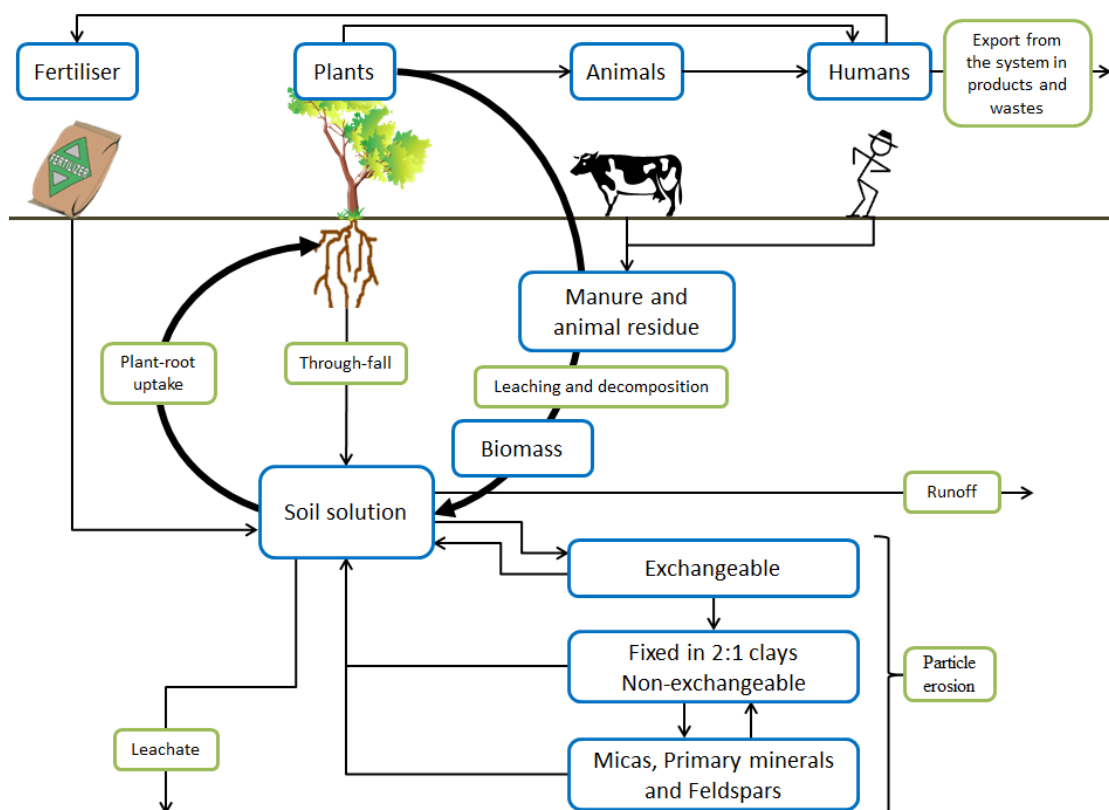 Fertiliser
Plants
Animals
Humans
Export from
the system in
products and
wastes
FERTILIZER
Manure and
animal residue
Plant-root
uptake
Through-fall
Leaching and decomposition
Biomass
Soil solution
Runoff
Exchangeable
Fixed in 2:1 clays
Non-exchangeable
Particle
erosion
Leachate
Micas, Primary minerals
and Feldspars